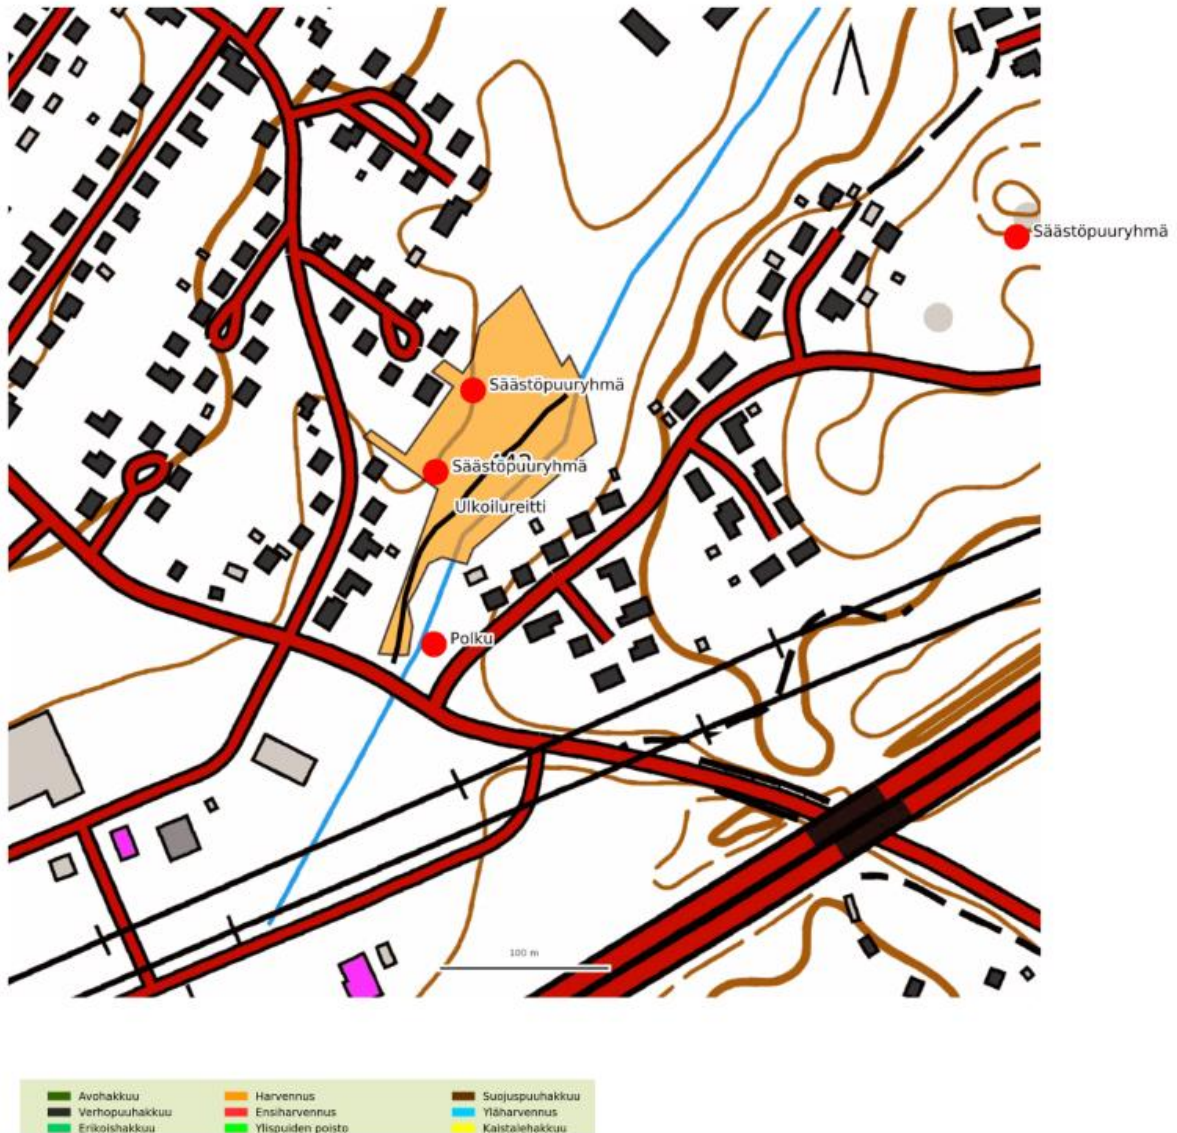 Säästöpuuryhmä
Säästöpuuryhmä
Säästöpuuryhmä
Ulkoilureitti
Polku
100 m
Avohakkuu
Harvennus
Suojuspuuhakkuu
Verhopuuhakkuu
Ensiharvennus
Yläharvennus
Erikoishakkuu
Ylispuiden poisto
Kaistalehakkuu